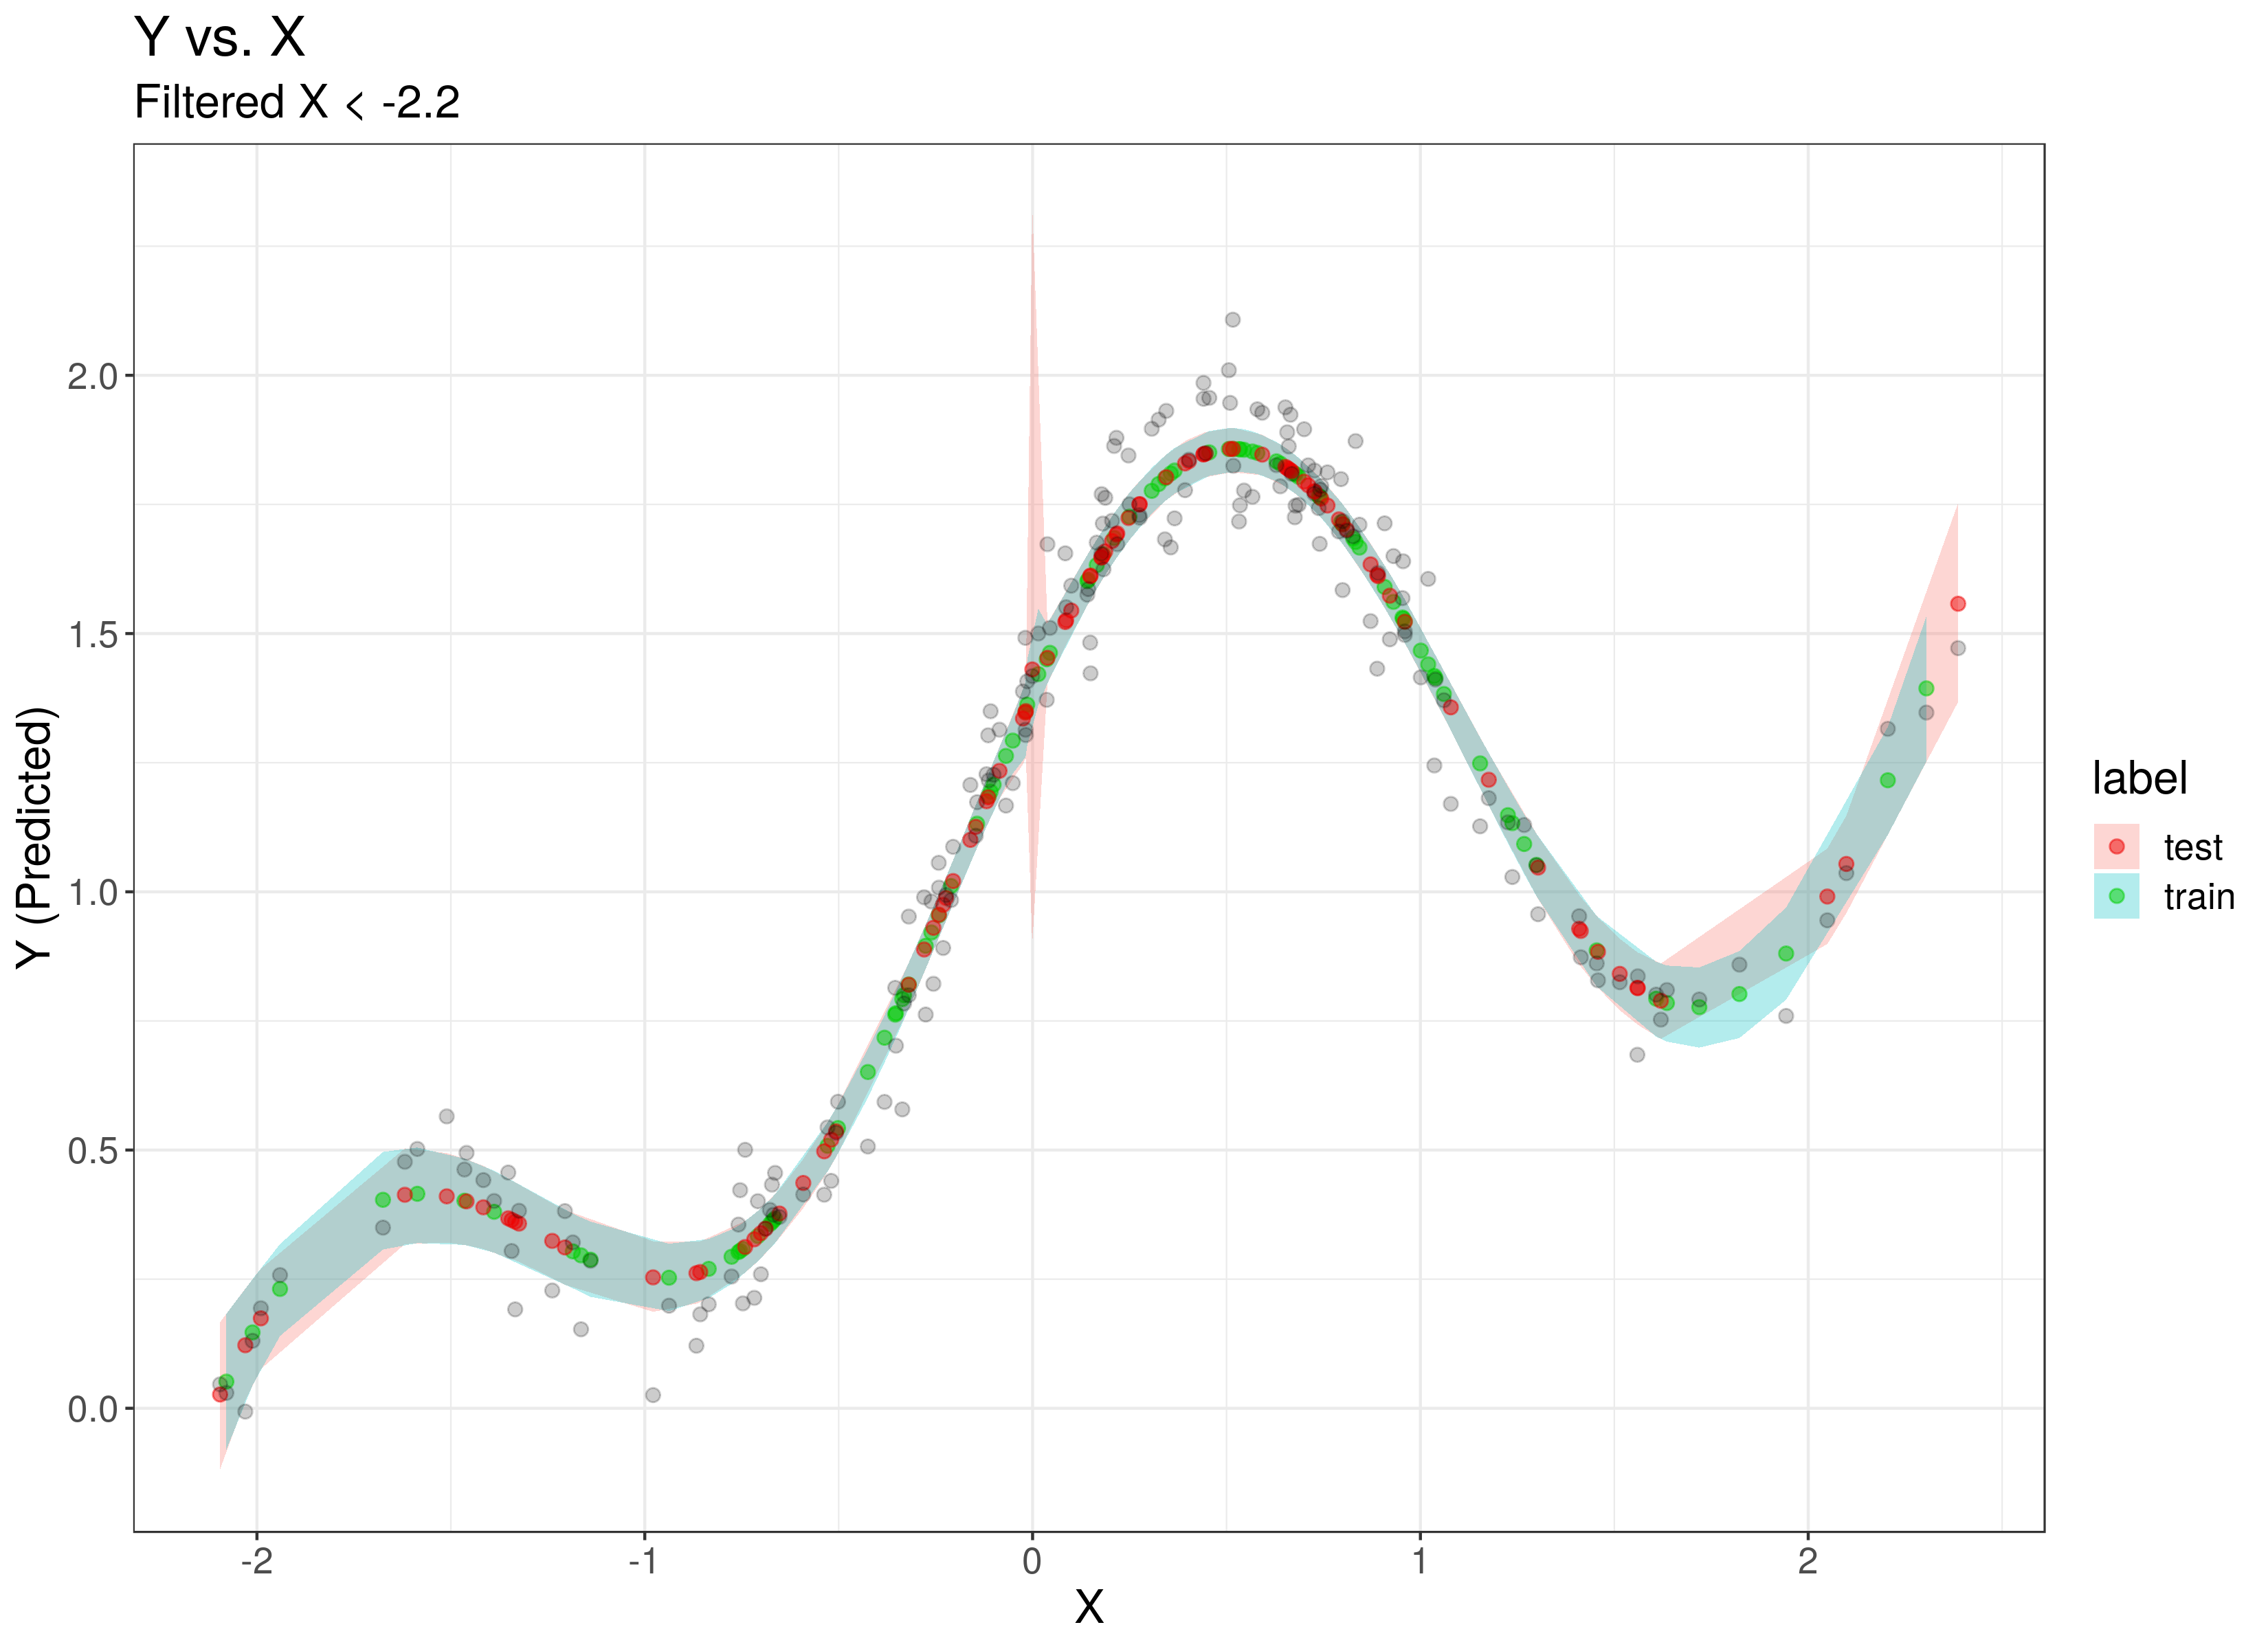 Y vs. X
Filtered X < -2.2
Y (Predicted)
2.0
1.5
1.0
0.5
0.0
-2 -1 0 1 2
X
label
test
train